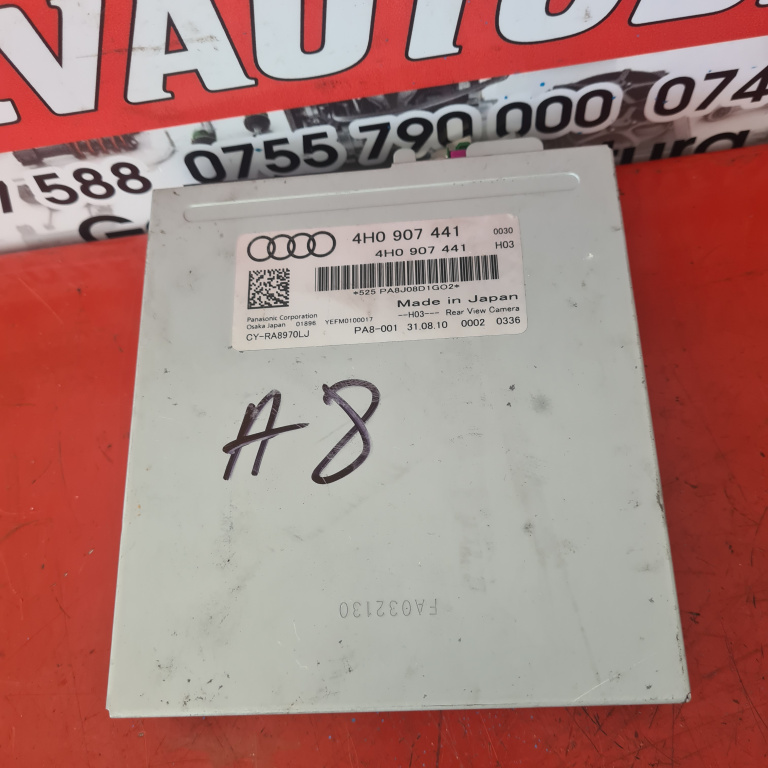 NAUTO
588 0755 790 000 074
4H0 907 441 0030
4H0 907 441 H03
*525 PA8J08D1GO2*
Made in Japan
Panasonic Corporation
Osaka Japan 01896 YEFM0100017 --H03--- Rear View Camera
CY-RA8970LJ PA8-001 31.08.10 0002 0336
A8
FA032130